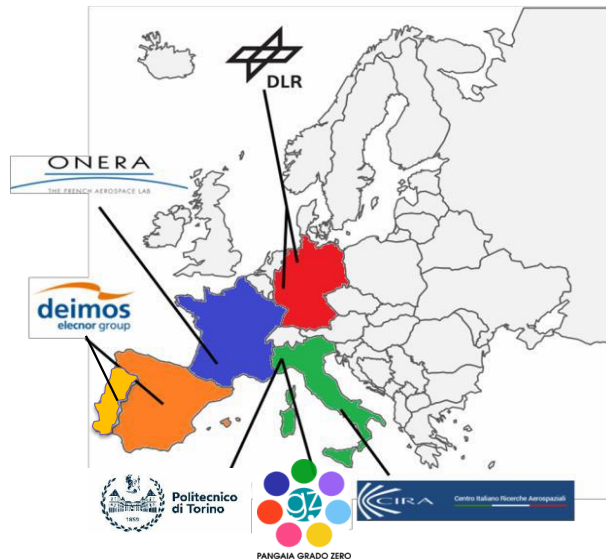 DLR
ONERA
THE FRENCH AEROSPACE LAB
deimos
elecnor group
Politecnico
di Torino
1859
gz
PANGAIA GRADO ZERO
CIRA
Centro Italiano Ricerche Aerospaziali